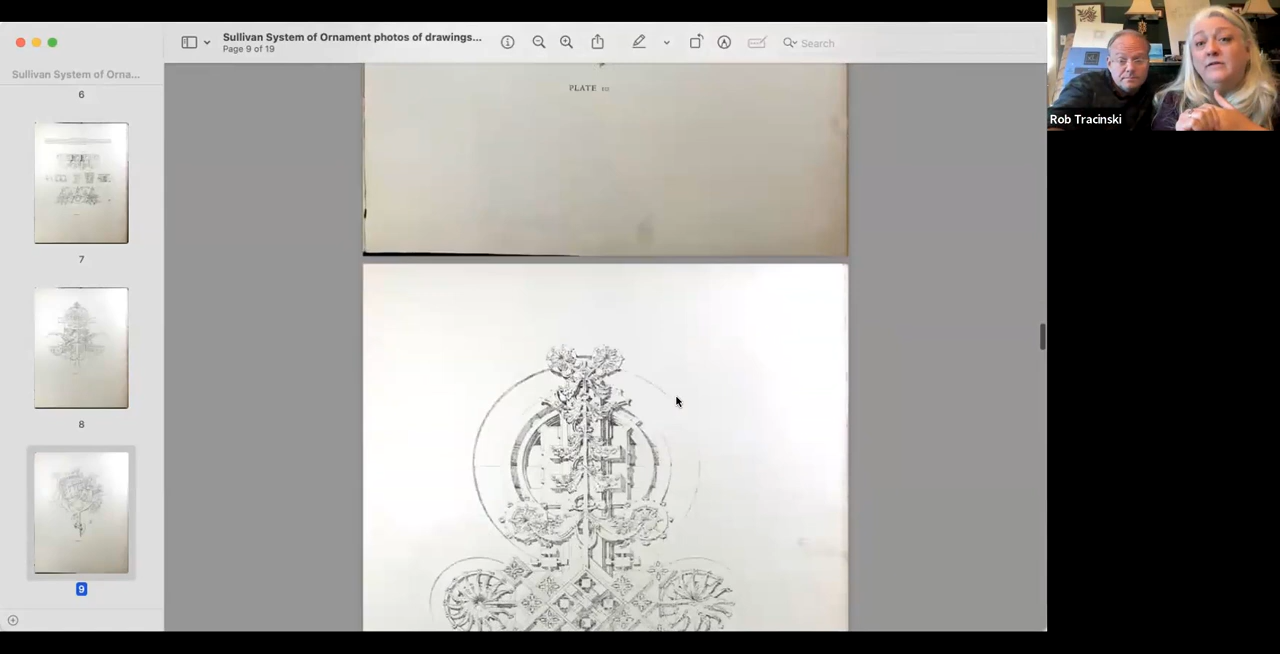 Sullivan System of Ornament photos of drawings...
Page 9 of 19
Search
Sullivan System of Orna...
6
7
8
9
PLATE
Rob Tracinski